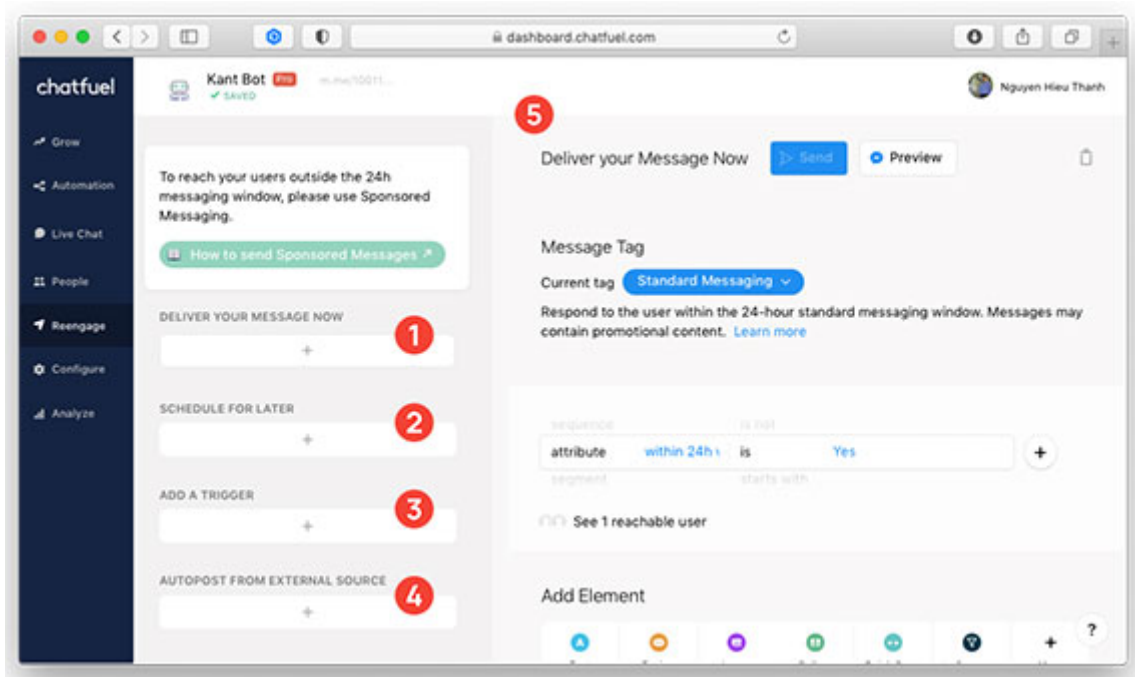 dashboard.chatfuel.com
chatfuel
Kant Bot Pro
✓ SAVED
Nguyen Hieu Thanh
Grow
Automation
Live Chat
People
Reengage
Configure
Analyze
To reach your users outside the 24h
messaging window, please use Sponsored
Messaging.
How to send Sponsored Messages ↗
DELIVER YOUR MESSAGE NOW
1
+
SCHEDULE FOR LATER
2
+
ADD A TRIGGER
3
+
AUTOPOST FROM EXTERNAL SOURCE
4
+
5
Deliver your Message Now
Send
Preview
Message Tag
Current tag Standard Messaging
Respond to the user within the 24-hour standard messaging window. Messages may
contain promotional content. Learn more
sequence is not
attribute within 24h is Yes +
segment starts with
See 1 reachable user
Add Element
+
?